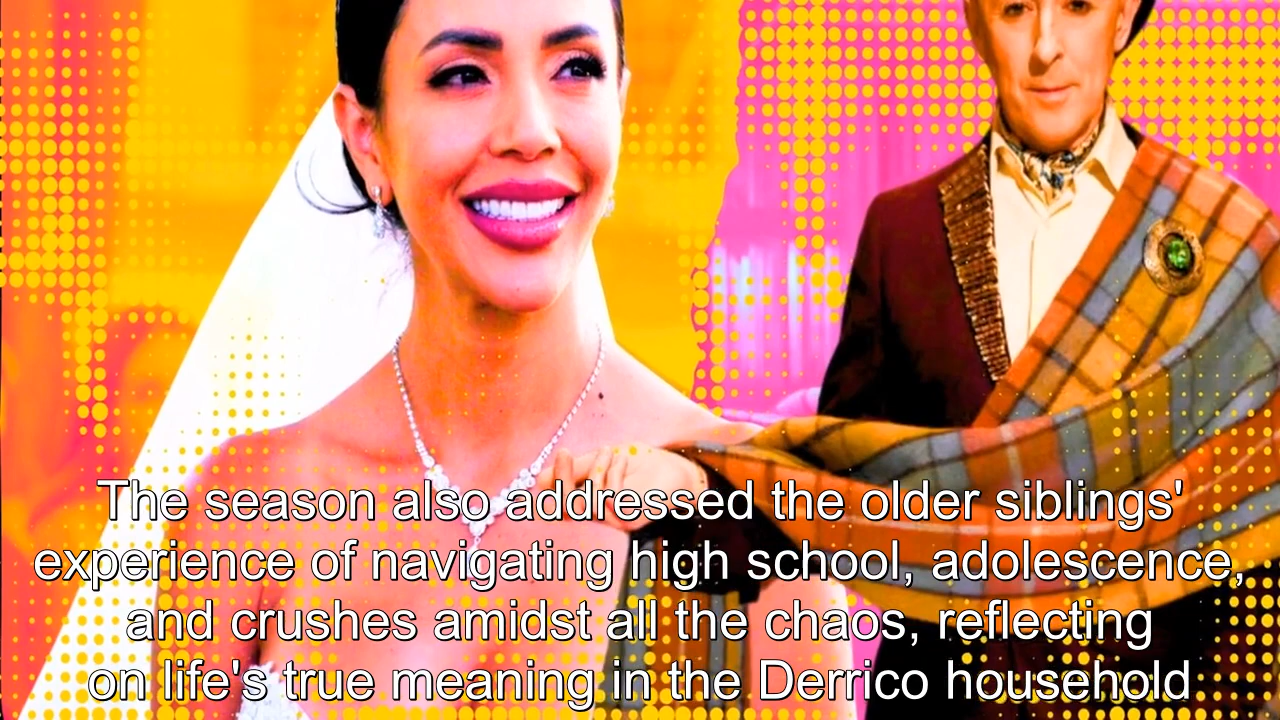 The season also addressed the older siblings'
experience of navigating high school, adolescence,
and crushes amidst all the chaos, reflecting
on life's true meaning in the Derrico household